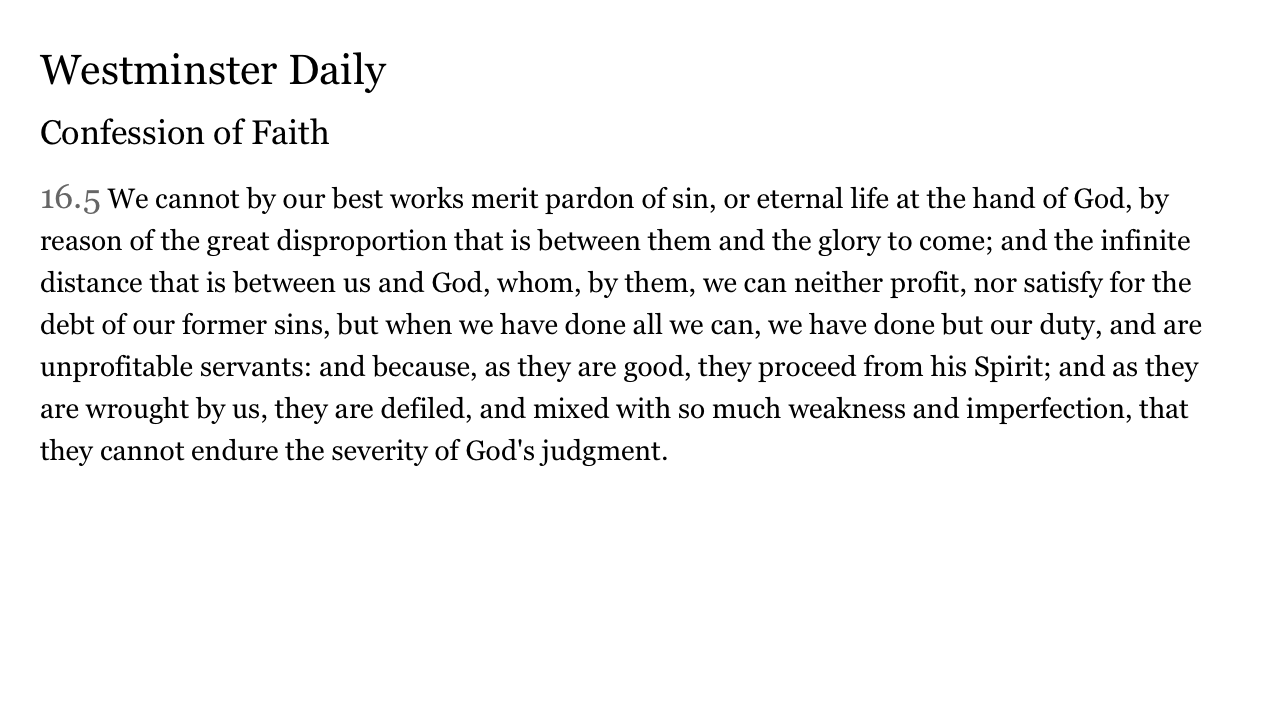 Westminster Daily
Confession of Faith
16.5 We cannot by our best works merit pardon of sin, or eternal life at the hand of God, by
reason of the great disproportion that is between them and the glory to come; and the infinite
distance that is between us and God, whom, by them, we can neither profit, nor satisfy for the
debt of our former sins, but when we have done all we can, we have done but our duty, and are
unprofitable servants: and because, as they are good, they proceed from his Spirit; and as they
are wrought by us, they are defiled, and mixed with so much weakness and imperfection, that
they cannot endure the severity of God's judgment.